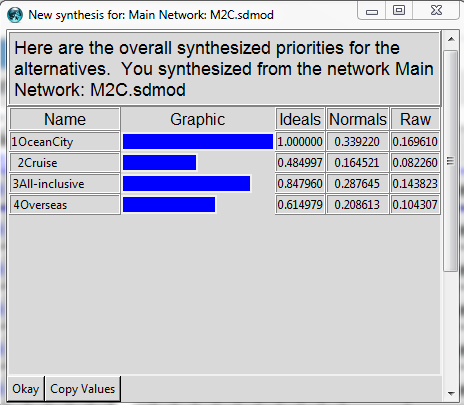 New synthesis for: Main Network: M2C.sdmod
Here are the overall synthesized priorities for the
alternatives.  You synthesized from the network Main
Network: M2C.sdmod
Name Graphic Ideals Normals Raw
1OceanCity 1.000000 0.339220 0.169610
2Cruise 0.484997 0.164521 0.082260
3All-inclusive 0.847960 0.287645 0.143823
4Overseas 0.614979 0.208613 0.104307
Okay Copy Values